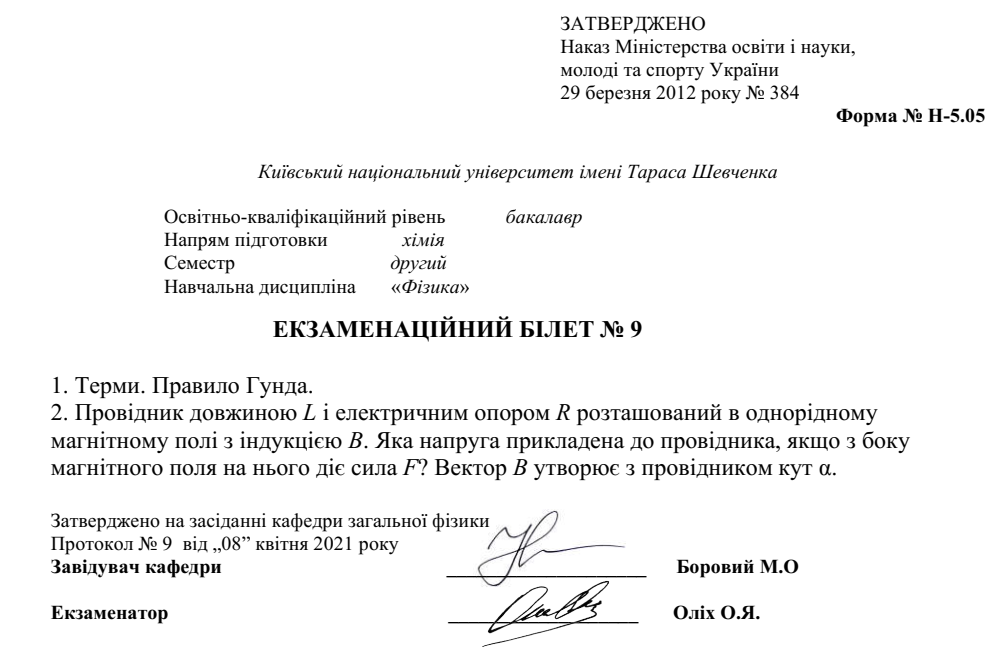 ЗАТВЕРДЖЕНО
Наказ Міністерства освіти і науки,
молоді та спорту України
29 березня 2012 року № 384
Форма № Н-5.05
Київський національний університет імені Тараса Шевченка
Освітньо-кваліфікаційний рівень бакалавр
Напрям підготовки хімія
Семестр другий
Навчальна дисципліна «Фізика»
ЕКЗАМЕНАЦІЙНИЙ БІЛЕТ № 9
1. Терми. Правило Гунда.
2. Провідник довжиною L і електричним опором R розташований в однорідному
магнітному полі з індукцією B. Яка напруга прикладена до провідника, якщо з боку
магнітного поля на нього діє сила F? Вектор B утворює з провідником кут α.
Затверджено на засіданні кафедри загальної фізики
Протокол № 9 від „08” квітня 2021 року
Завідувач кафедри Боровий М.О
Екзаменатор Оліх О.Я.